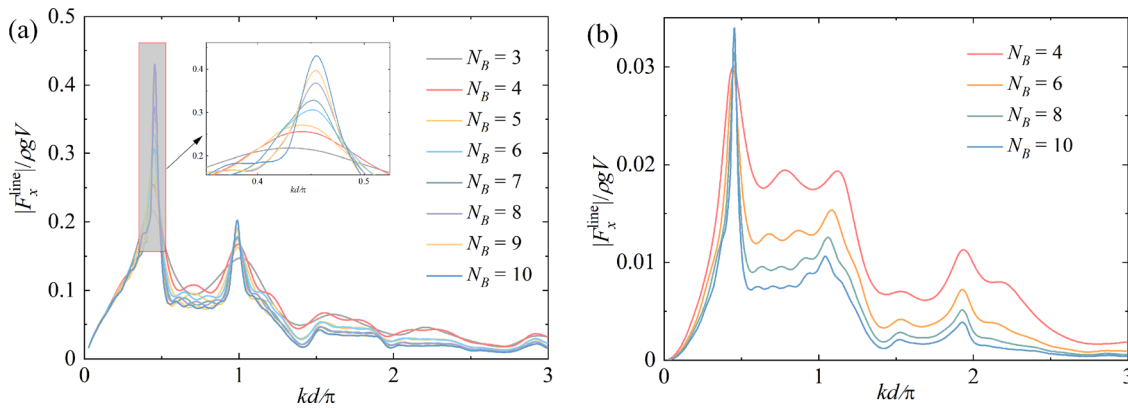 (a)
0.5
0.4
0.3
0.2
0.1
0
|F_x^line|/ρgV
0 1 2 3
kd/π
0.4
0.3
0.2
0.4 0.5
kd/π
N_B = 3
N_B = 4
N_B = 5
N_B = 6
N_B = 7
N_B = 8
N_B = 9
N_B = 10
(b)
0.03
0.02
0.01
0.00
|F_x^line|/ρgV
0 1 2 3
kd/π
N_B = 4
N_B = 6
N_B = 8
N_B = 10